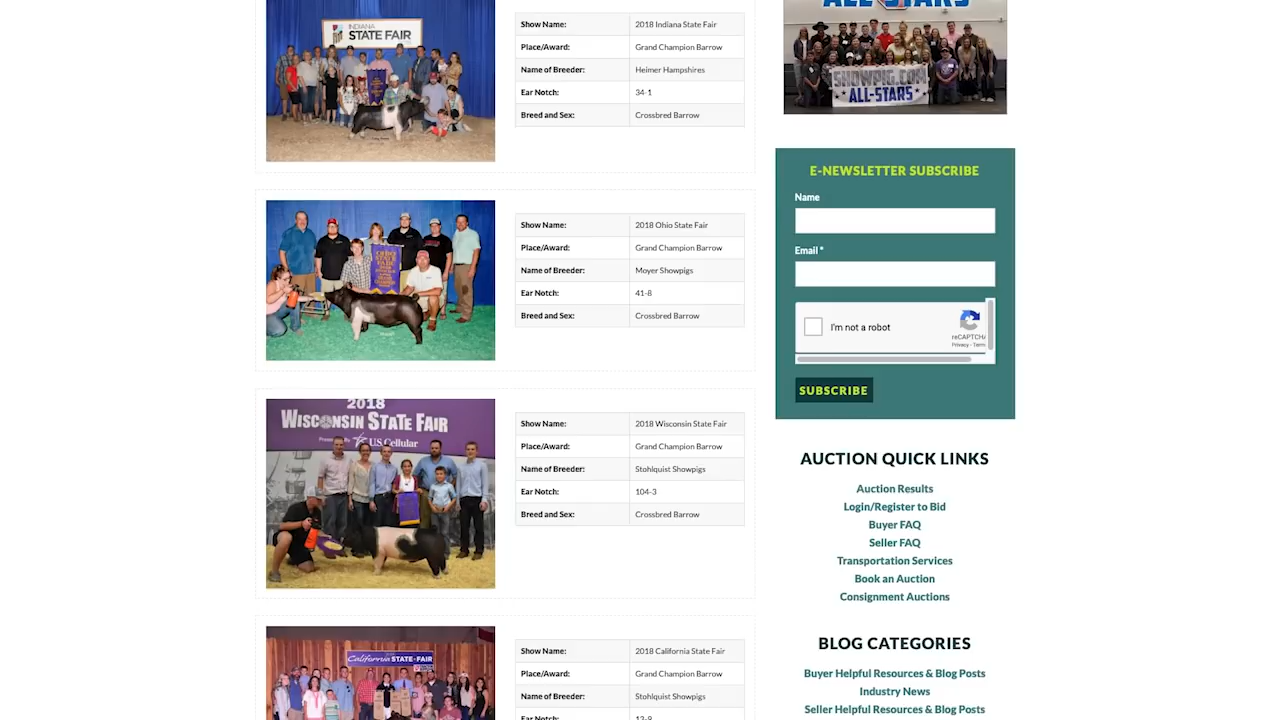 INDIANA
STATE FAIR
Show Name: 2018 Indiana State Fair
Place/Award: Grand Champion Barrow
Name of Breeder: Heimer Hampshires
Ear Notch: 34-1
Breed and Sex: Crossbred Barrow
Show Name: 2018 Ohio State Fair
Place/Award: Grand Champion Barrow
Name of Breeder: Moyer Showpigs
Ear Notch: 41-8
Breed and Sex: Crossbred Barrow
2018
WISCONSIN STATE FAIR
Presented by US Cellular
Show Name: 2018 Wisconsin State Fair
Place/Award: Grand Champion Barrow
Name of Breeder: Stohlquist Showpigs
Ear Notch: 104-3
Breed and Sex: Crossbred Barrow
California STATE FAIR
Show Name: 2018 California State Fair
Place/Award: Grand Champion Barrow
Name of Breeder: Stohlquist Showpigs
Ear Notch: 13-9
ALL-STARS
SHOWPIG.COM
ALL-STARS
E-NEWSLETTER SUBSCRIBE
Name
Email *
I'm not a robot
reCAPTCHA
Privacy - Term
SUBSCRIBE
AUCTION QUICK LINKS
Auction Results
Login/Register to Bid
Buyer FAQ
Seller FAQ
Transportation Services
Book an Auction
Consignment Auctions
BLOG CATEGORIES
Buyer Helpful Resources & Blog Posts
Industry News
Seller Helpful Resources & Blog Posts